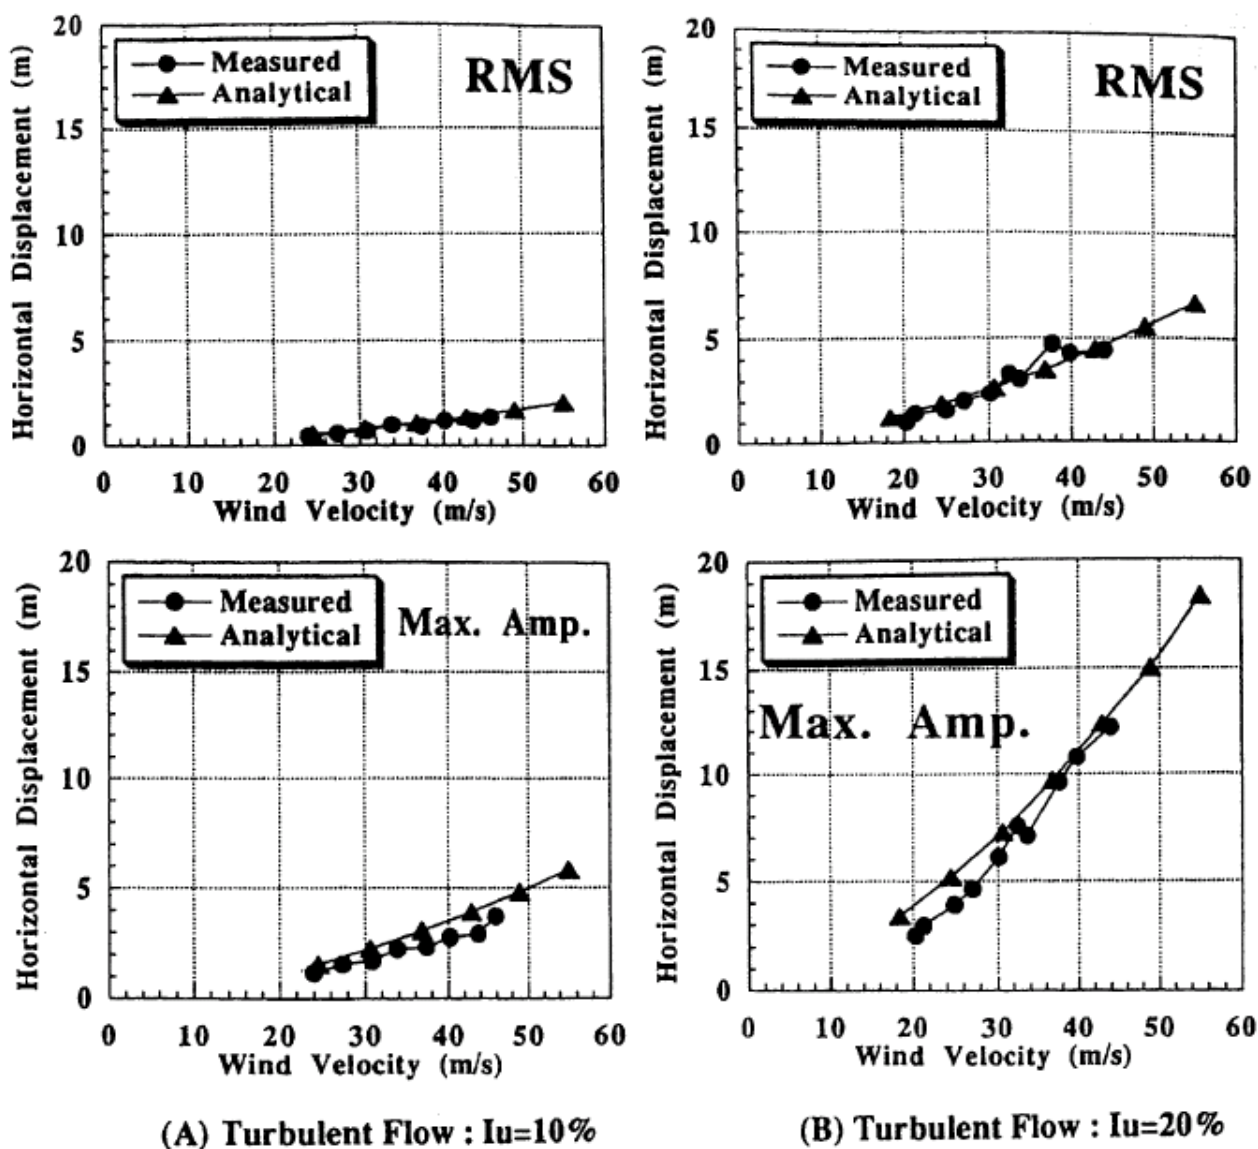 Horizontal Displacement (m)
20
15
10
5
0
Measured
Analytical
RMS
0 10 20 30 40 50 60
Wind Velocity (m/s)
Horizontal Displacement (m)
20
15
10
5
0
Measured
Analytical
RMS
0 10 20 30 40 50 60
Wind Velocity (m/s)
Horizontal Displacement (m)
20
15
10
5
0
Measured
Analytical
Max. Amp.
0 10 20 30 40 50 60
Wind Velocity (m/s)
Horizontal Displacement (m)
20
15
10
5
0
Measured
Analytical
Max. Amp.
0 10 20 30 40 50 60
Wind Velocity (m/s)
(A) Turbulent Flow : Iu=10%
(B) Turbulent Flow : Iu=20%